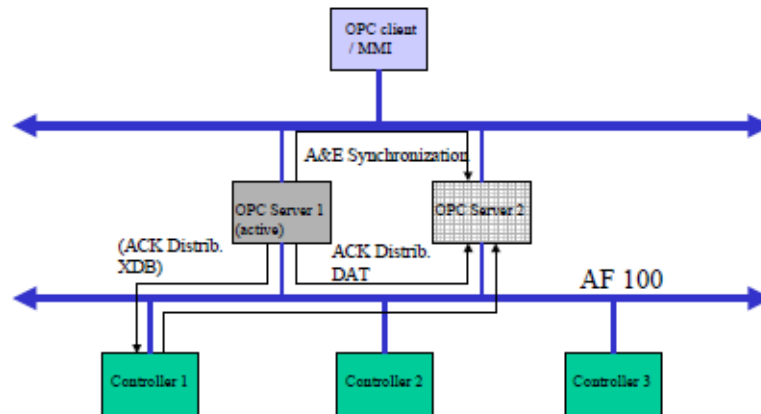 OPC client
/ MMI
A&E Synchronization
OPC Server 1
(active)
OPC Server 2
(ACK Distrib.
XDB)
ACK Distrib.
DAT
AF 100
Controller 1
Controller 2
Controller 3